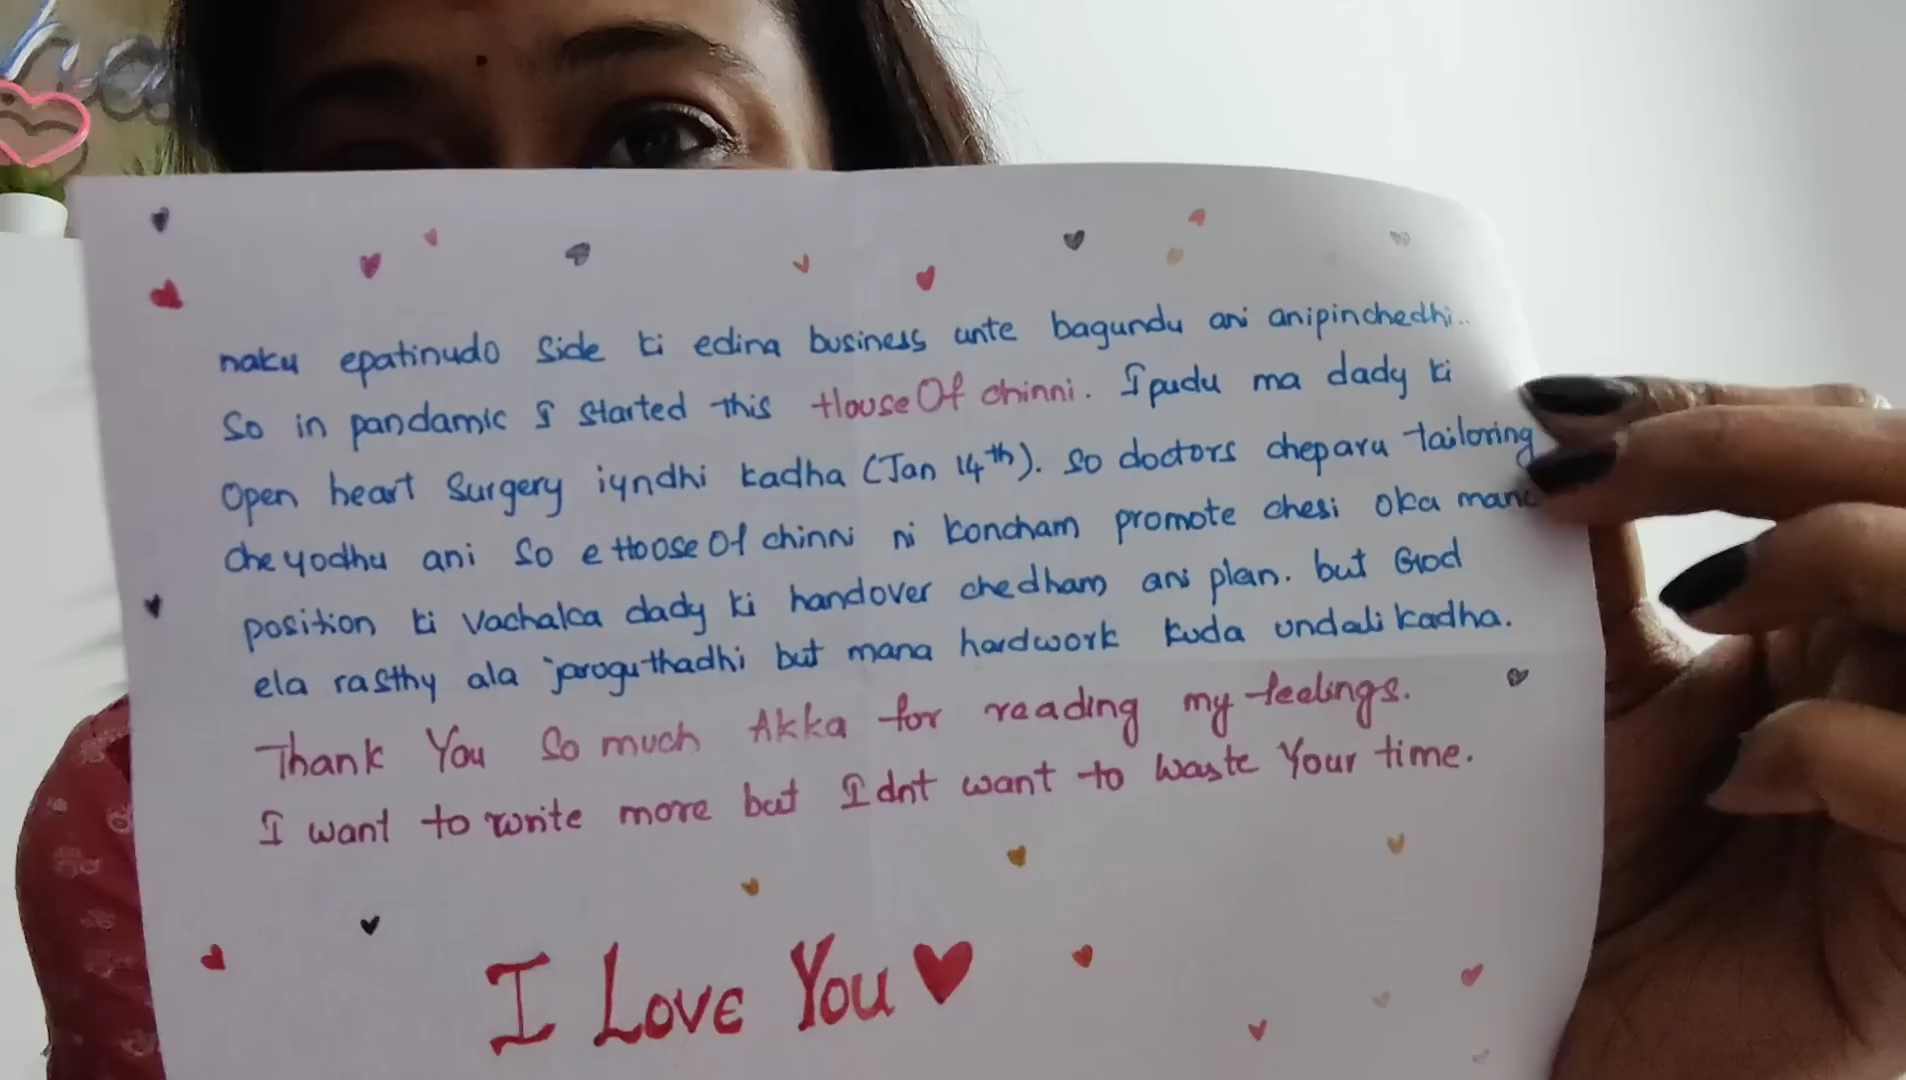 naku epatinudo side ki edina business unte bagundu ani anipinchedhi..
So in pandamic I started this House Of chinni. Ipudu ma dady ki
Open heart Surgery iyndhi kadha (Jan 14th). So doctors cheparu tailoring
cheyodhu ani so e House Of chinni ni koncham promote chesi oka manc
position ki vachaka dady ki handover chedham ani plan. but God
ela rasthy ala jaroguthadhi but mana hardwork kuda undali kadha.
Thank You So much Akka for reading my feelings.
I want to write more but I dnt want to waste Your time.
I Love You